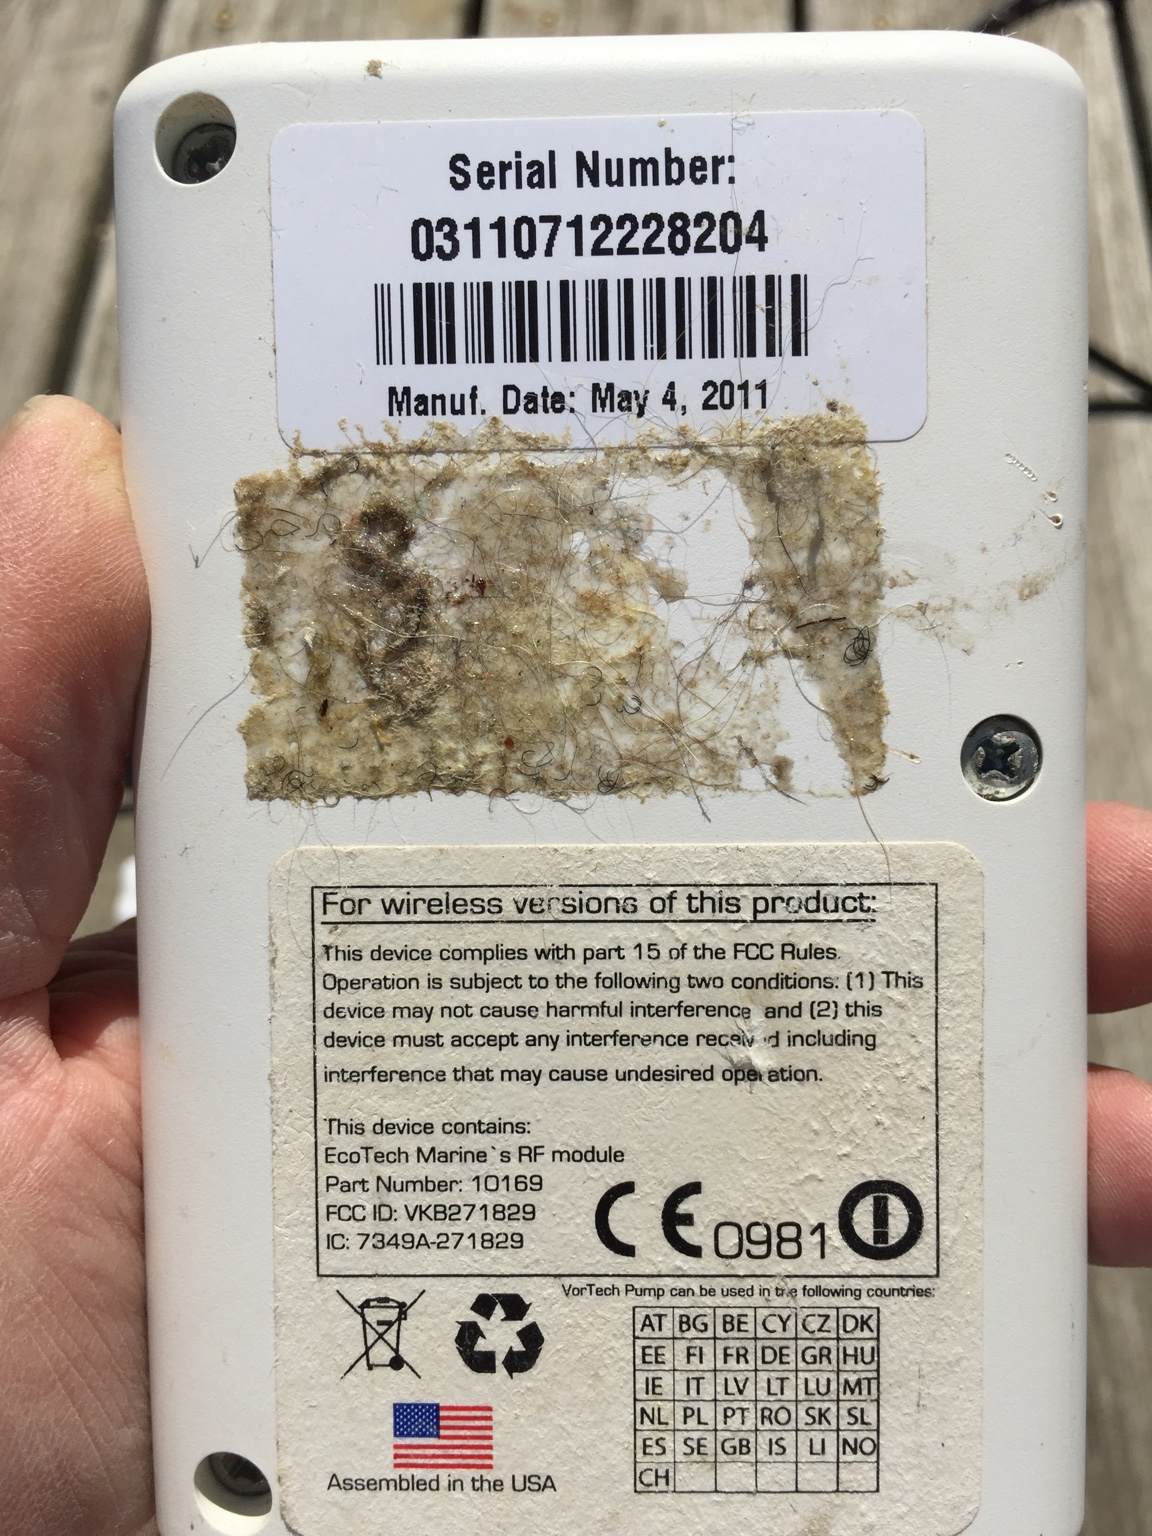 Serial Number:
03110712228204
Manuf. Date: May 4, 2011
For wireless versions of this product:
This device complies with part 15 of the FCC Rules.
Operation is subject to the following two conditions: (1) This
device may not cause harmful interference and (2) this
device must accept any interference received including
interference that may cause undesired operation.
This device contains:
EcoTech Marine`s RF module
Part Number: 10169
FCC ID: VKB271829
IC: 7349A-271829
CE 0981
VorTech Pump can be used in the following countries:
AT BG BE CY CZ DK
EE FI FR DE GR HU
IE IT LV LT LU MT
NL PL PT RO SK SL
ES SE GB IS LI NO
CH
Assembled in the USA